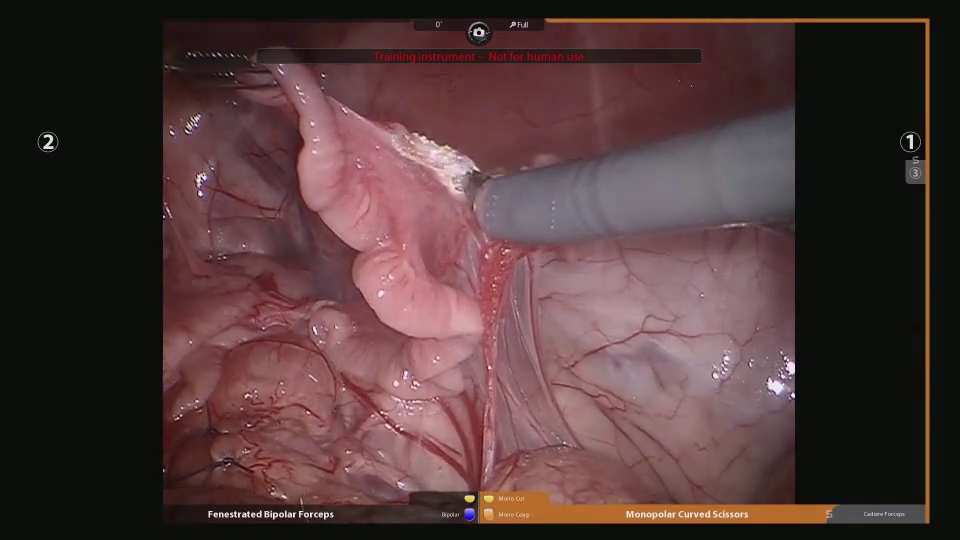 0°
Full
Training instrument -- Not for human use
2
1
S
3
Mono Cut
Fenestrated Bipolar Forceps
Bipolar
Mono Coag
Monopolar Curved Scissors
S
Cadiere Forceps